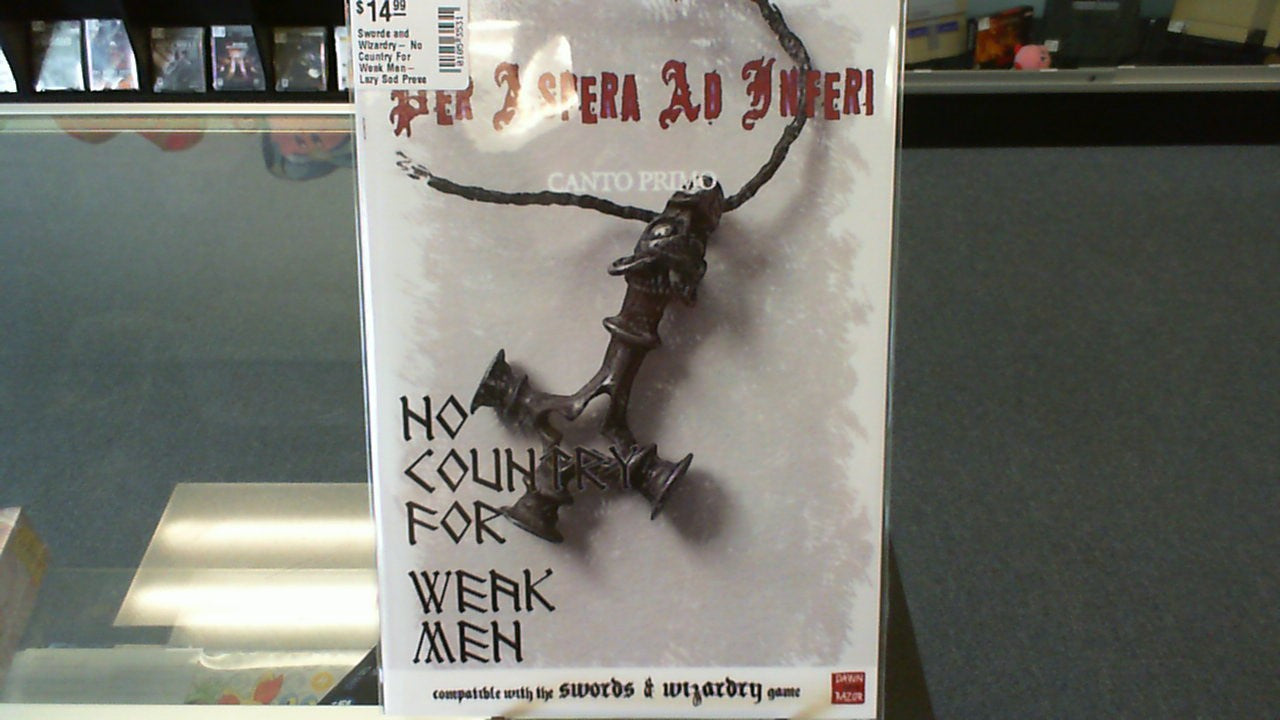 $14.99
Swords and
Wizardry - No
Country For
Weak Men -
Lazy Sod Press
PER ASPERA AD INFERI
CANTO PRIMO
NO
COUNTRY
FOR
WEAK
MEN
compatible with the swords & wizardry game
DAWN
RAZOR